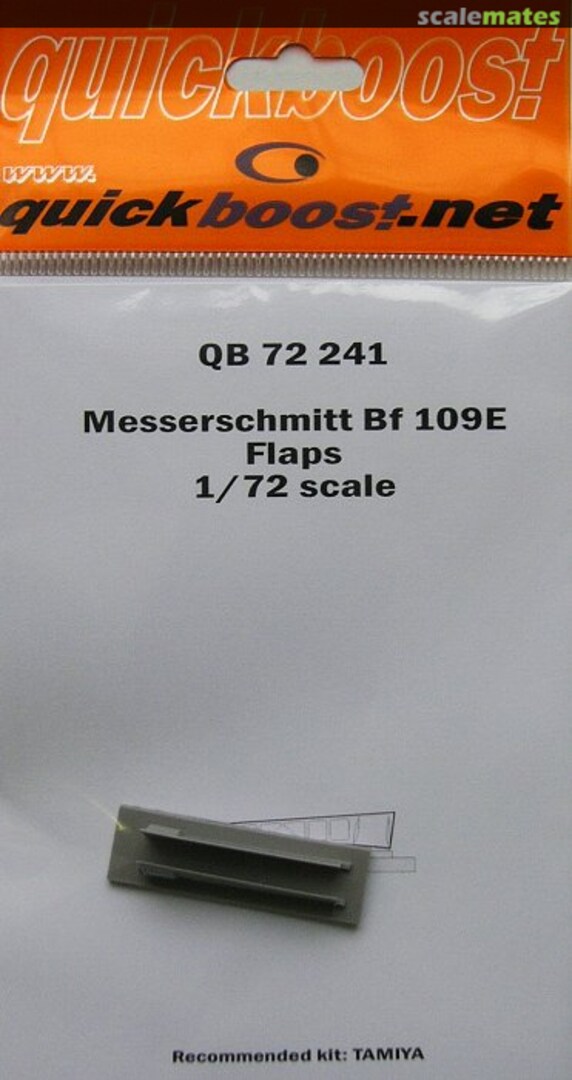 scalemates
quickboost
www.
quickboost.net
QB 72 241
Messerschmitt Bf 109E
Flaps
1/72 scale
Recommended kit: TAMIYA